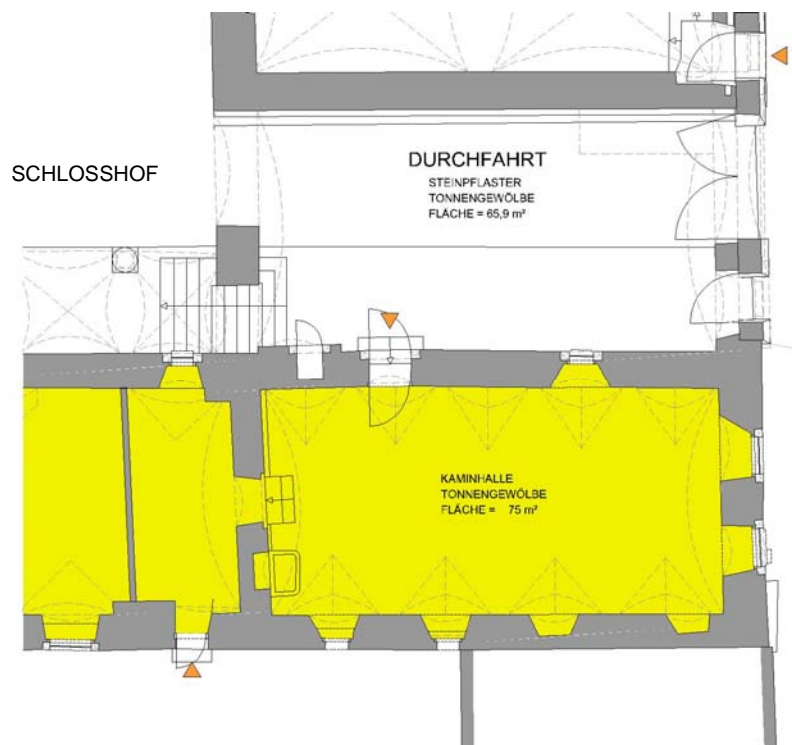 DURCHFAHRT
STEINPFLASTER
TONNENGEWÖLBE
FLÄCHE = 65,9 m²
SCHLOSSHOF
KAMINHALLE
TONNENGEWÖLBE
FLÄCHE = 75 m²